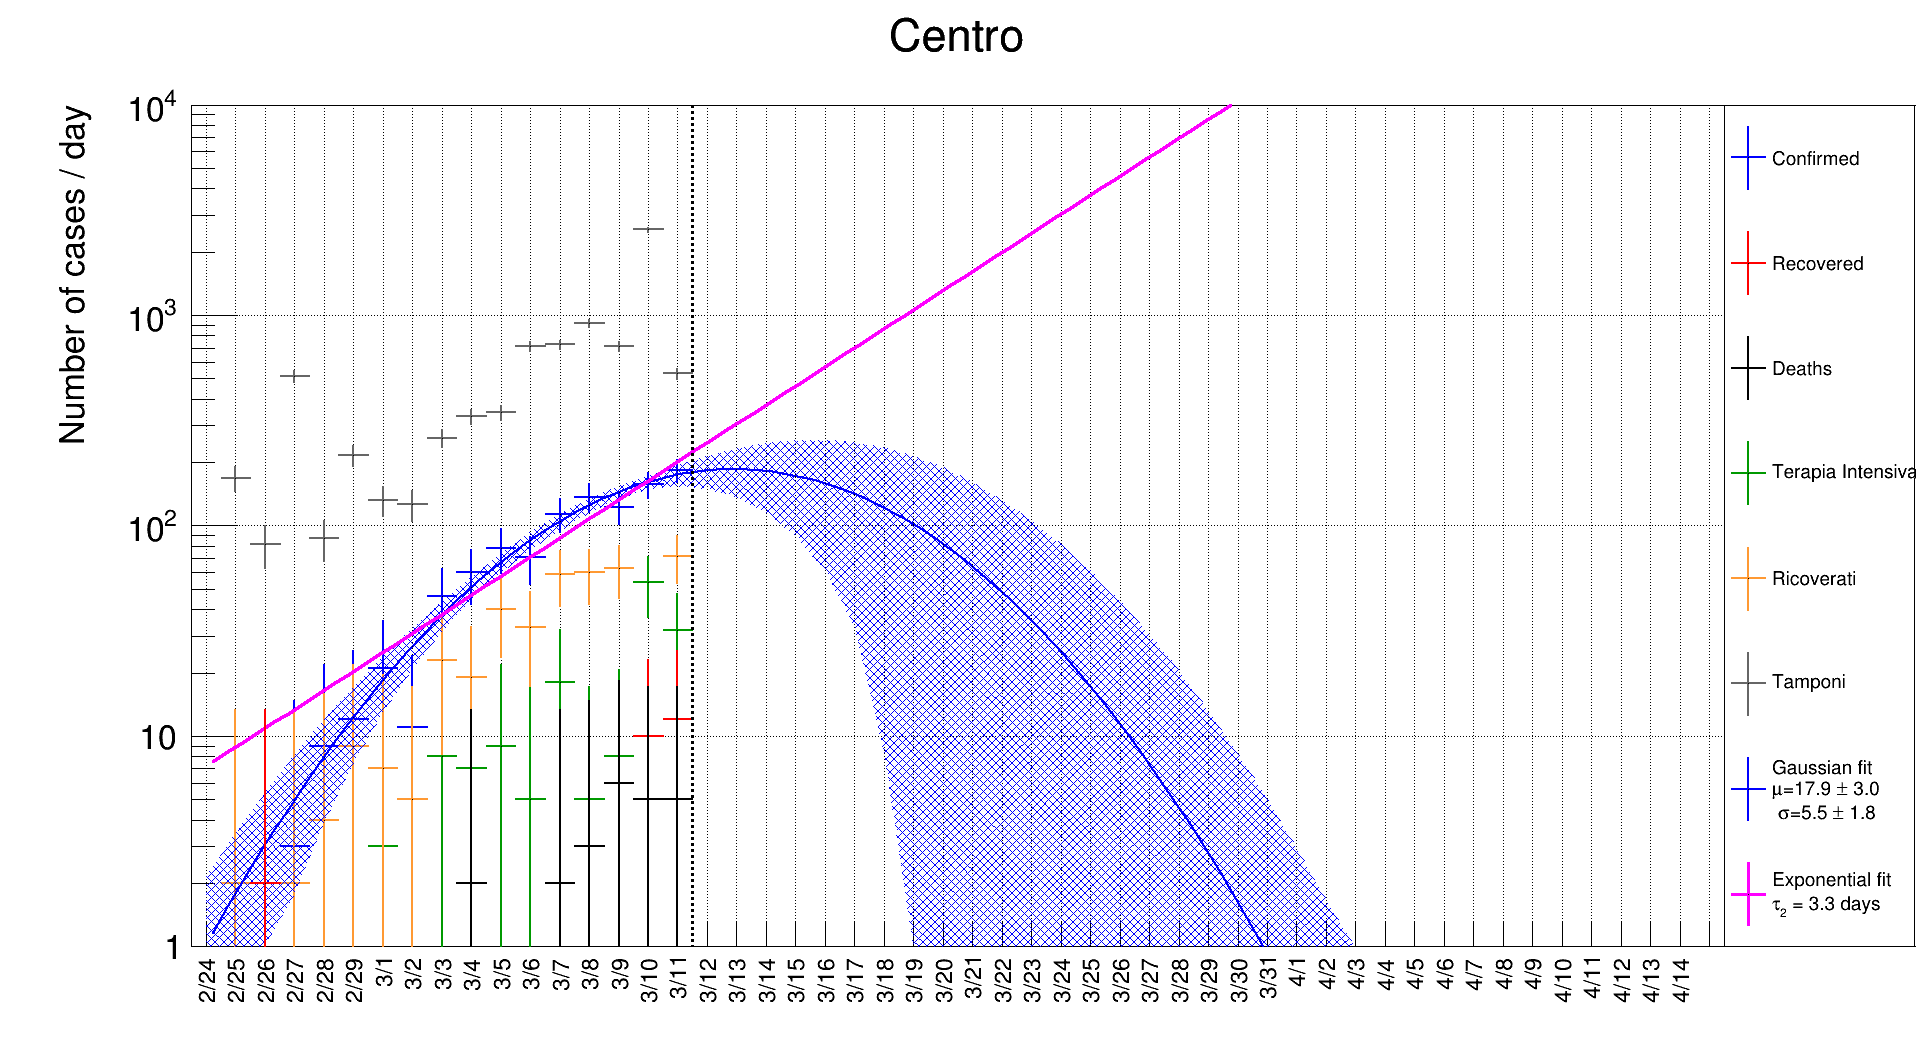 Centro
Number of cases / day
10⁴
10³
10²
10
1
2/24 2/25 2/26 2/27 2/28 2/29 3/1 3/2 3/3 3/4 3/5 3/6 3/7 3/8 3/9 3/10 3/11 3/12 3/13 3/14 3/15 3/16 3/17 3/18 3/19 3/20 3/21 3/22 3/23 3/24 3/25 3/26 3/27 3/28 3/29 3/30 3/31 4/1 4/2 4/3 4/4 4/5 4/6 4/7 4/8 4/9 4/10 4/11 4/12 4/13 4/14
Confirmed
Recovered
Deaths
Terapia Intensiva
Ricoverati
Tamponi
Gaussian fit
μ=17.9 ± 3.0
σ=5.5 ± 1.8
Exponential fit
τ₂ = 3.3 days